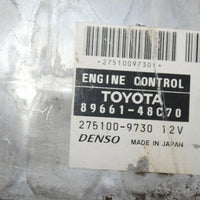 *2751009730*
ENGINE CONTROL
TOYOTA
89661-48C70
275100-9730 12V
DENSO MADE IN JAPAN